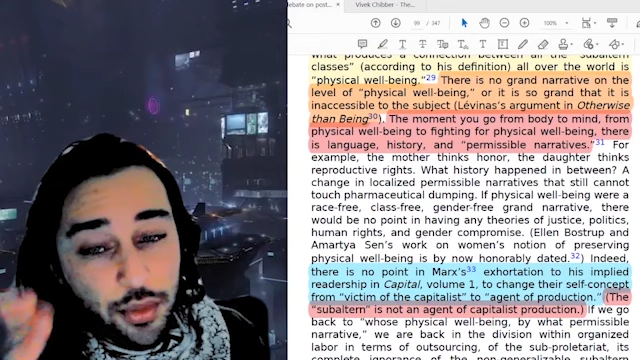 debate on post...
Vivek Chibber - The...
99 / 347
100%
what produces a connection between all the "subaltern
classes" (according to his definition) all over the world is
"physical well-being."29 There is no grand narrative on the
level of "physical well-being," or it is so grand that it is
inaccessible to the subject (Lévinas's argument in Otherwise
than Being30). The moment you go from body to mind, from
physical well-being to fighting for physical well-being, there
is language, history, and "permissible narratives."31 For
example, the mother thinks honor, the daughter thinks
reproductive rights. What history happened in between? A
change in localized permissible narratives that still cannot
touch pharmaceutical dumping. If physical well-being were a
race-free, class-free, gender-free grand narrative, there
would be no point in having any theories of justice, politics,
human rights, and gender compromise. (Ellen Bostrup and
Amartya Sen's work on women's notion of preserving
physical well-being is by now honorably dated.32) Indeed,
there is no point in Marx's33 exhortation to his implied
readership in Capital, volume 1, to change their self-concept
from "victim of the capitalist" to "agent of production." (The
"subaltern" is not an agent of capitalist production.) If we go
back to "whose physical well-being, by what permissible
narrative," we are back in the division within organized
labor in terms of outsourcing, of the sub-proletariat, its
complete ignorance of the non-generalizable subaltern